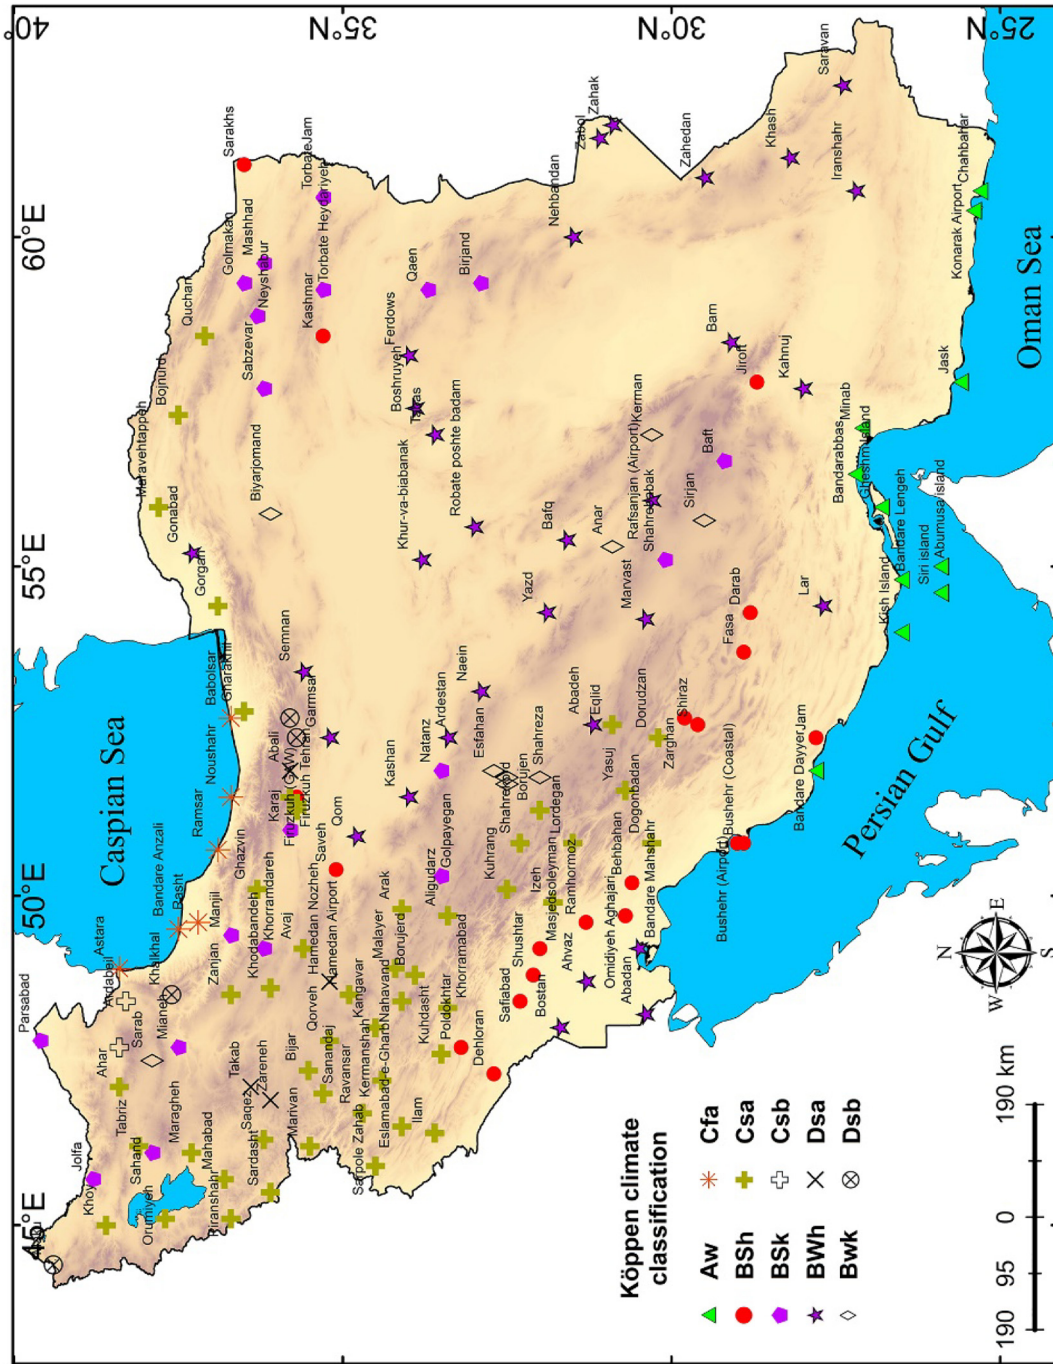 40°
35°N
30°N
25°N
45°E
50°E
55°E
60°E
Caspian Sea
Persian Gulf
Oman Sea
Parsabad
Jolfa
Khoy
Ahar
Ardabeil
Astara
Tabriz
Sarab
Sahand
Khalkhal
Bandare Anzali
Rasht
Orumiyeh
Maragheh
Mianeh
Manjil
Ramsar
Noushahr
Babolsar
Gharakhil
Piranshahr
Mahabad
Zanjan
Ghazvin
Gorgan
Gonabad
Maravehtappeh
Bojnurd
Quchan
Sardasht
Saqez
Takab
Zareneh
Khodabandeh
Khorramdareh
Karaj
Abali
Firuzkuh
Tehran
Garmsar
Semnan
Biyarjomand
Sabzevar
Neyshabur
Golmakan
Mashhad
Sarakhs
Marivan
Bijar
Sanandaj
Qorveh
Avaj
Hamedan Nozheh
Hamedan Airport
Saveh
Qom
Kashmar
Torbate Heydariyeh
TorbateJam
Sarpole Zahab
Ravansar
Kermanshah
Eslamabad-e-Gharb
Kangavar
Nahavand
Malayer
Borujerd
Arak
Kashan
Khur-va-biabanak
Boshruyeh
Ferdows
Qaen
Ilam
Kuhdasht
Poldokhtar
Khorramabad
Aligudarz
Golpayegan
Natanz
Ardestan
Naein
Robate poshte badam
Birjand
Dehloran
Safiabad
Bostan
Shushtar
Masjedsoleyman
Kuhrang
Izeh
Lordegan
Borujen
Shahreza
Esfahan
Yazd
Bafq
Nehbandan
Zabol
Zahak
Ahvaz
Ramhormoz
Omidiyeh Aghajari
Behbahan
Dogonbadan
Yasuj
Eqlid
Abadeh
Marvast
Anar
Rafsanjan (Airport)
Shahrebabak
Kerman
Zahedan
Abadan
Bandare Mahshahr
Dorudzan
Zarghan
Shiraz
Sirjan
Baft
Bam
Bushehr (Airport)
Bushehr (Coastal)
Fasa
Darab
Jiroft
Kahnuj
Khash
Bandare Dayyer
Jam
Lar
Minab
Bandarabbas
Gheshm Island
Iranshahr
Saravan
Kish Island
Bandare Lengeh
Siri island
Abumusa island
Jask
Konarak Airport
Chahbahar
Köppen climate
classification
Aw
Cfa
BSh
Csa
BSk
Csb
BWh
Dsa
Bwk
Dsb
N
E
S
W
190
95
0
190 km